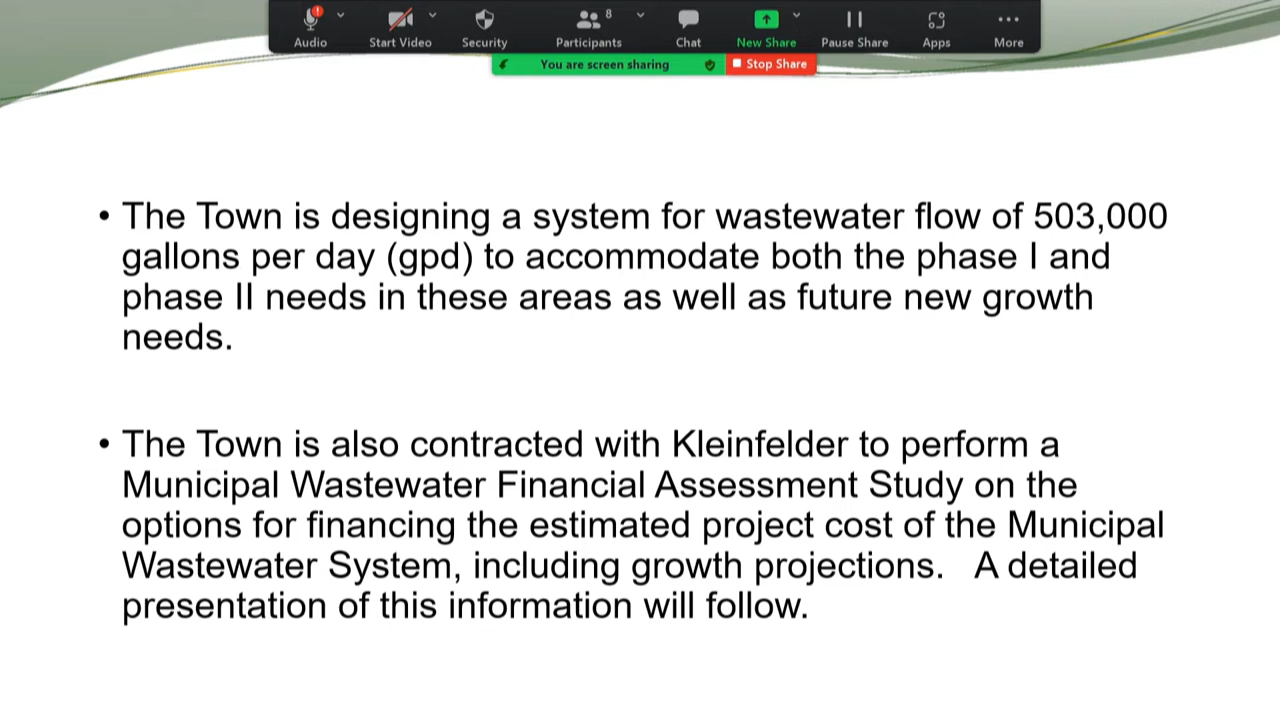 8
Audio Start Video Security Participants Chat New Share Pause Share Apps More
You are screen sharing Stop Share
• The Town is designing a system for wastewater flow of 503,000
gallons per day (gpd) to accommodate both the phase I and
phase II needs in these areas as well as future new growth
needs.
• The Town is also contracted with Kleinfelder to perform a
Municipal Wastewater Financial Assessment Study on the
options for financing the estimated project cost of the Municipal
Wastewater System, including growth projections.   A detailed
presentation of this information will follow.